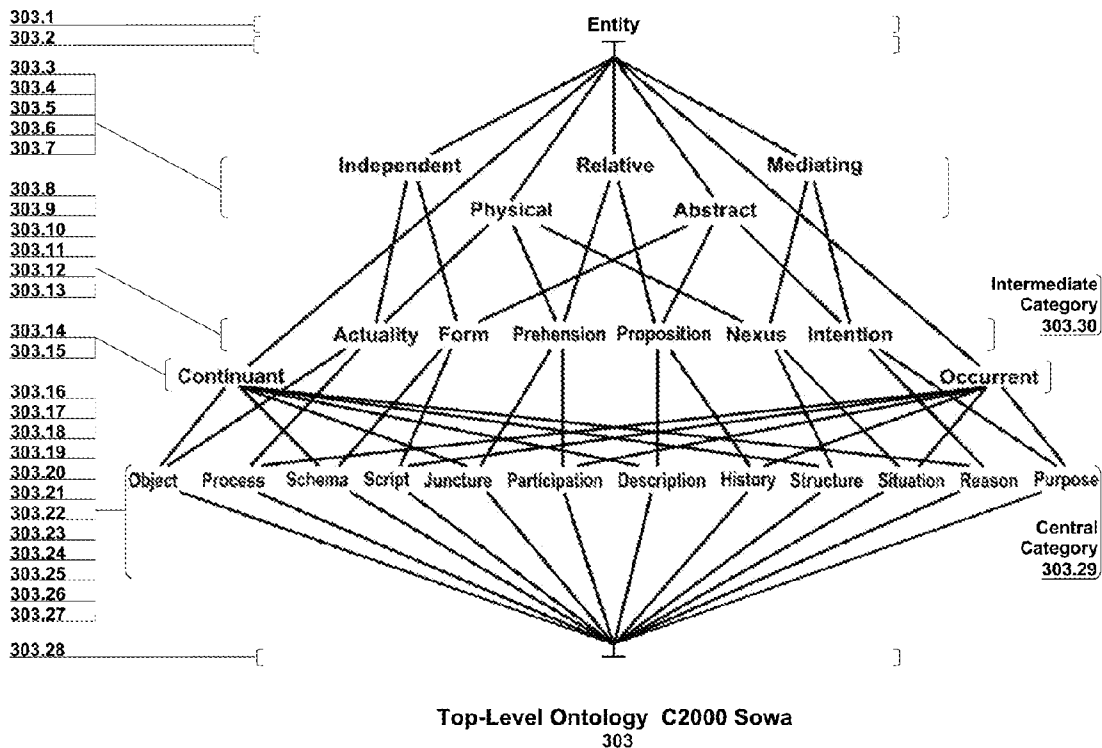 303.1
Entity
303.2
303.3
303.4
303.5
303.6
303.7
Independent Relative Mediating
303.8
Physical Abstract
303.9
303.10
303.11
303.12
303.13
Intermediate
Category
303.30
303.14
Actuality Form Prehension Proposition Nexus Intention
303.15
Continuant Occurrent
303.16
303.17
303.18
303.19
303.20
Object Process Schema Script Juncture Participation Description History Structure Situation Reason Purpose
303.21
303.22
303.23
303.24
303.25
303.26
303.27
Central
Category
303.29
303.28
Top-Level Ontology C2000 Sowa
303